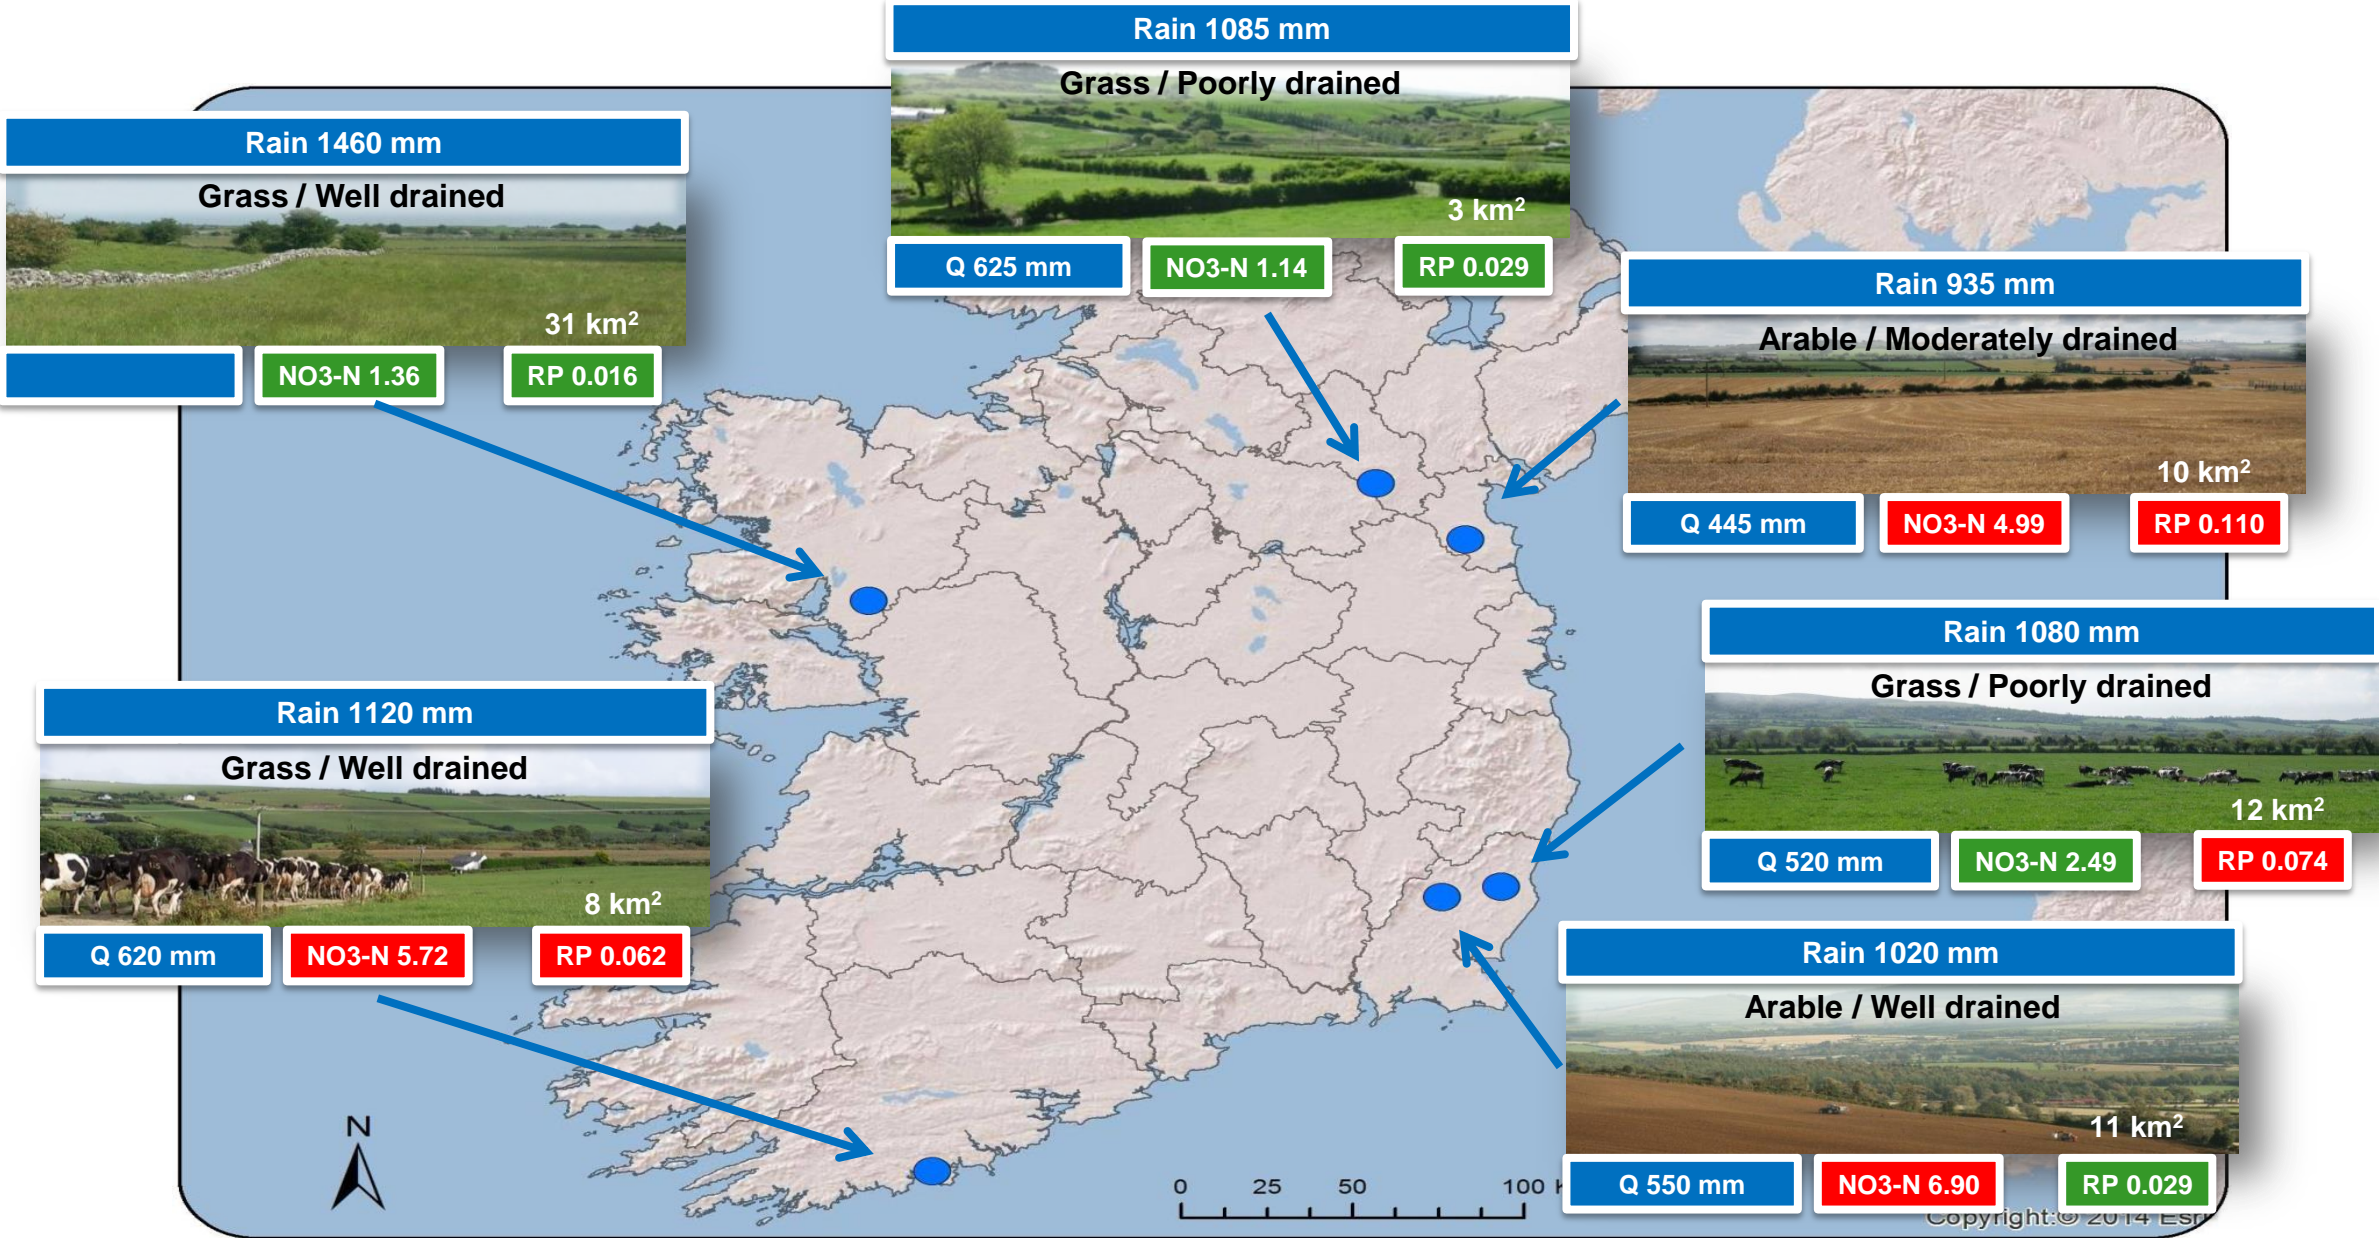 Rain 1085 mm
Grass / Poorly drained
3 km²
Q 625 mm
NO3-N 1.14
RP 0.029
Rain 1460 mm
Grass / Well drained
31 km²
NO3-N 1.36
RP 0.016
Rain 935 mm
Arable / Moderately drained
10 km²
Q 445 mm
NO3-N 4.99
RP 0.110
Rain 1080 mm
Grass / Poorly drained
12 km²
Q 520 mm
NO3-N 2.49
RP 0.074
Rain 1120 mm
Grass / Well drained
8 km²
Q 620 mm
NO3-N 5.72
RP 0.062
Rain 1020 mm
Arable / Well drained
11 km²
Q 550 mm
NO3-N 6.90
RP 0.029
N
0 25 50 100
Copyright:© 2014 Esri